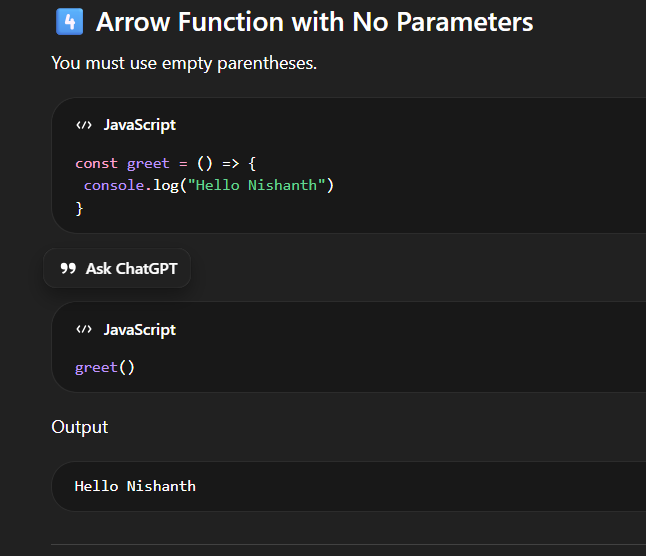 4 Arrow Function with No Parameters
You must use empty parentheses.
</> JavaScript
const greet = () => {
 console.log("Hello Nishanth")
}
Ask ChatGPT
</> JavaScript
greet()
Output
Hello Nishanth